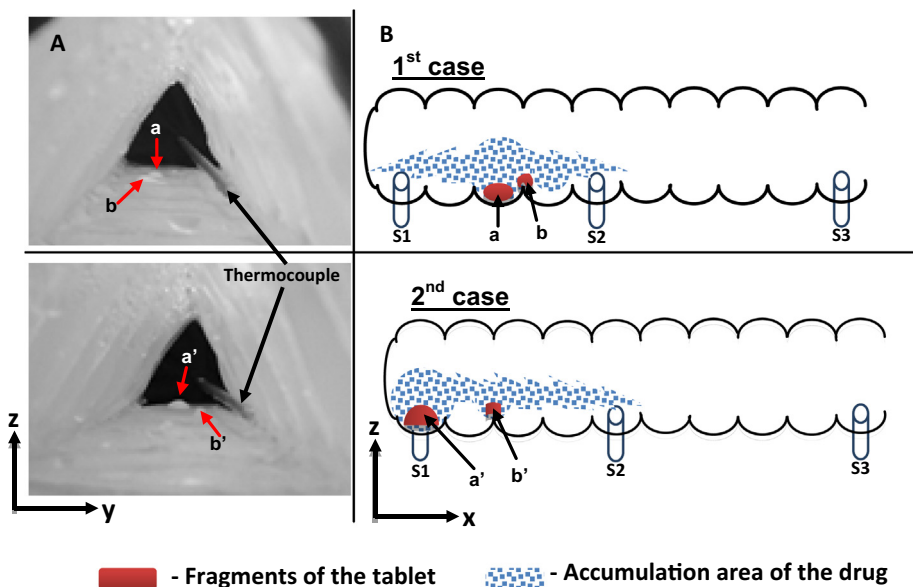 A
a
b
Thermocouple
a’
b’
z
y
B
1st case
S1
a
b
S2
S3
2nd case
S1
a’
b’
S2
S3
z
x
- Fragments of the tablet
- Accumulation area of the drug